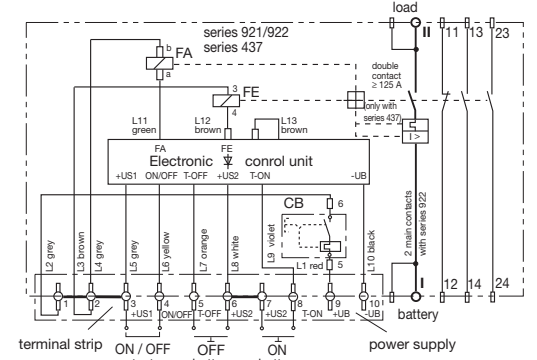 load
series 921/922
series 437
II
11
13
23
b
FA
a
double
contact
≥ 125 A
3
FE
4
(only with
series 437)
L11
green
L12
brown
L13
brown
I >
FA
FE
Electronic conrol unit
+US1 ON/OFF T-OFF +US2 T-ON -UB
CB
6
5
L2 grey
L3 brown
L4 grey
L5 grey
L6 yellow
L7 orange
L8 white
L9 violet
L1 red
L10 black
2 main contacts
with series 922
I
12
14
24
battery
1 2 3 4 5 6 7 8 9 10
+US1 ON/OFF T-OFF +US2 +US2 T-ON +UB -UB
terminal strip
power supply
ON / OFF
OFF
ON